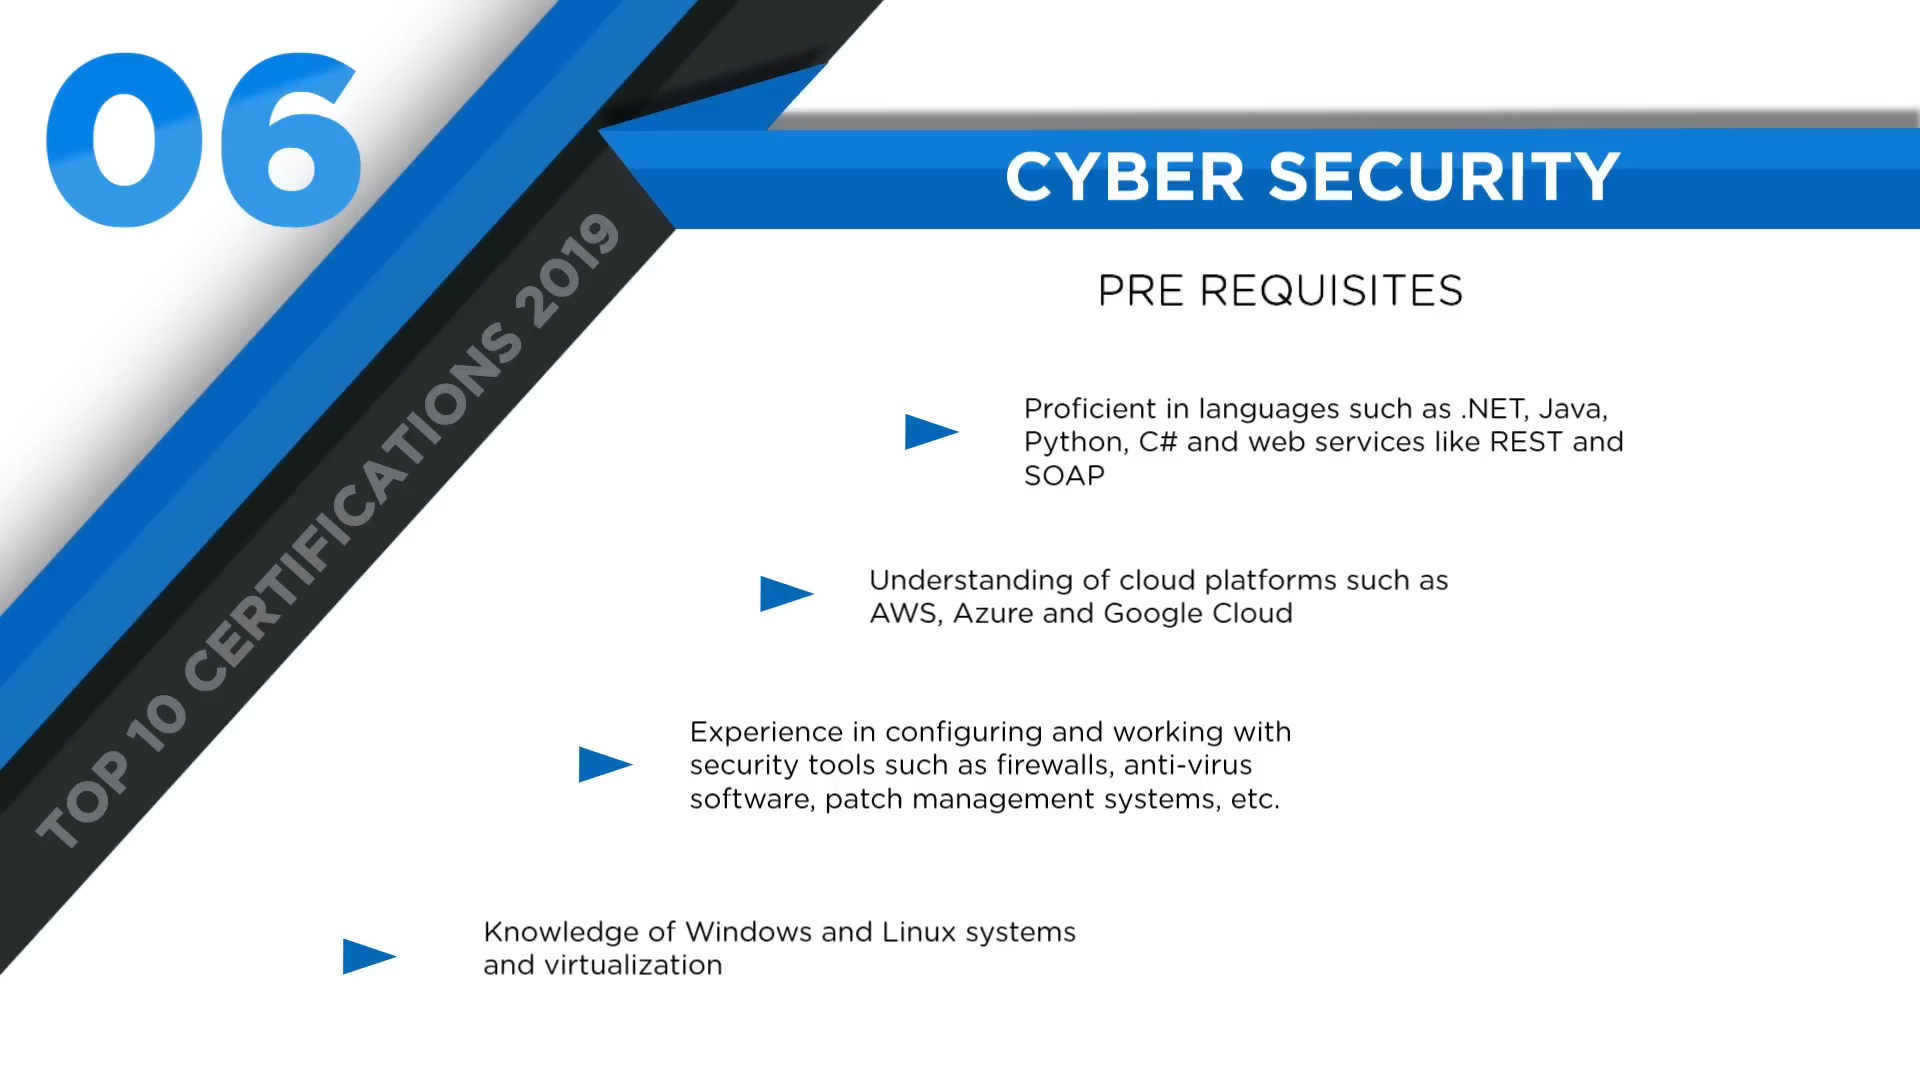 06
TOP 10 CERTIFICATIONS 2019
CYBER SECURITY
PRE REQUISITES
Proficient in languages such as .NET, Java,
Python, C# and web services like REST and
SOAP
Understanding of cloud platforms such as
AWS, Azure and Google Cloud
Experience in configuring and working with
security tools such as firewalls, anti-virus
software, patch management systems, etc.
Knowledge of Windows and Linux systems
and virtualization